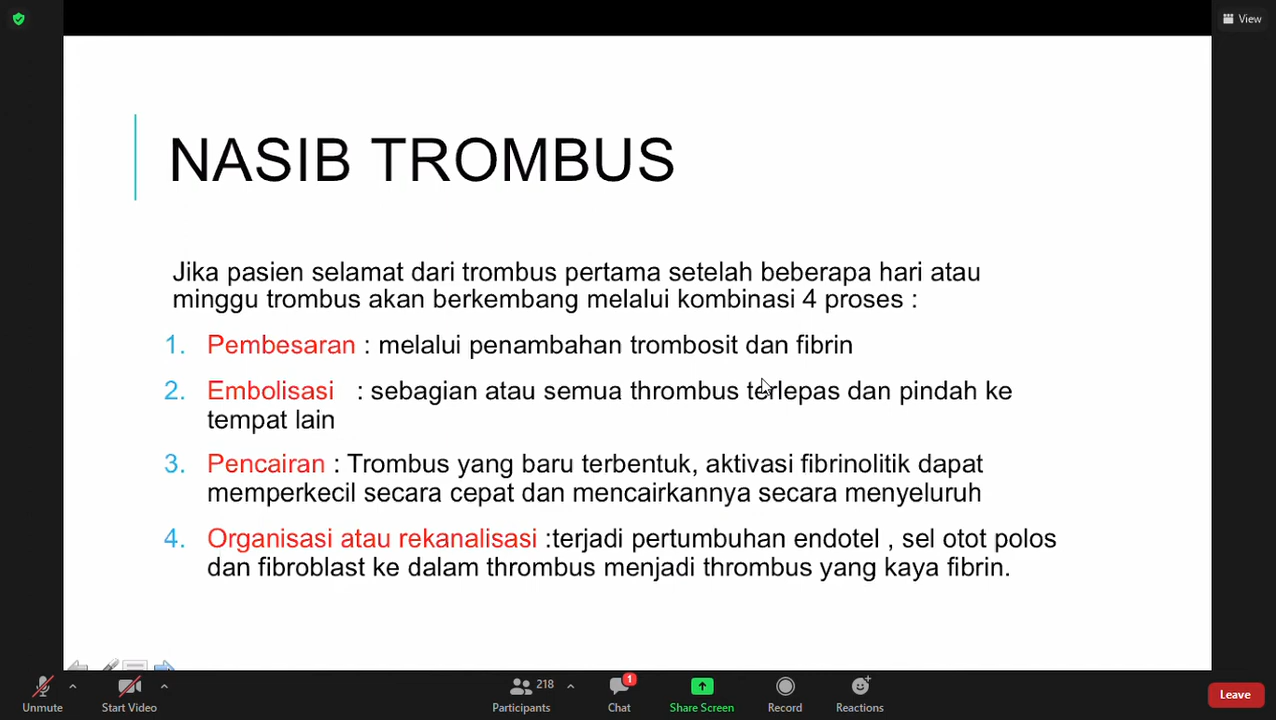 View
NASIB TROMBUS
Jika pasien selamat dari trombus pertama setelah beberapa hari atau
minggu trombus akan berkembang melalui kombinasi 4 proses :
1. Pembesaran : melalui penambahan trombosit dan fibrin
2. Embolisasi : sebagian atau semua thrombus terlepas dan pindah ke
tempat lain
3. Pencairan : Trombus yang baru terbentuk, aktivasi fibrinolitik dapat
memperkecil secara cepat dan mencairkannya secara menyeluruh
4. Organisasi atau rekanalisasi :terjadi pertumbuhan endotel , sel otot polos
dan fibroblast ke dalam thrombus menjadi thrombus yang kaya fibrin.
Unmute
Start Video
Participants 218
Chat 1
Share Screen
Record
Reactions
Leave